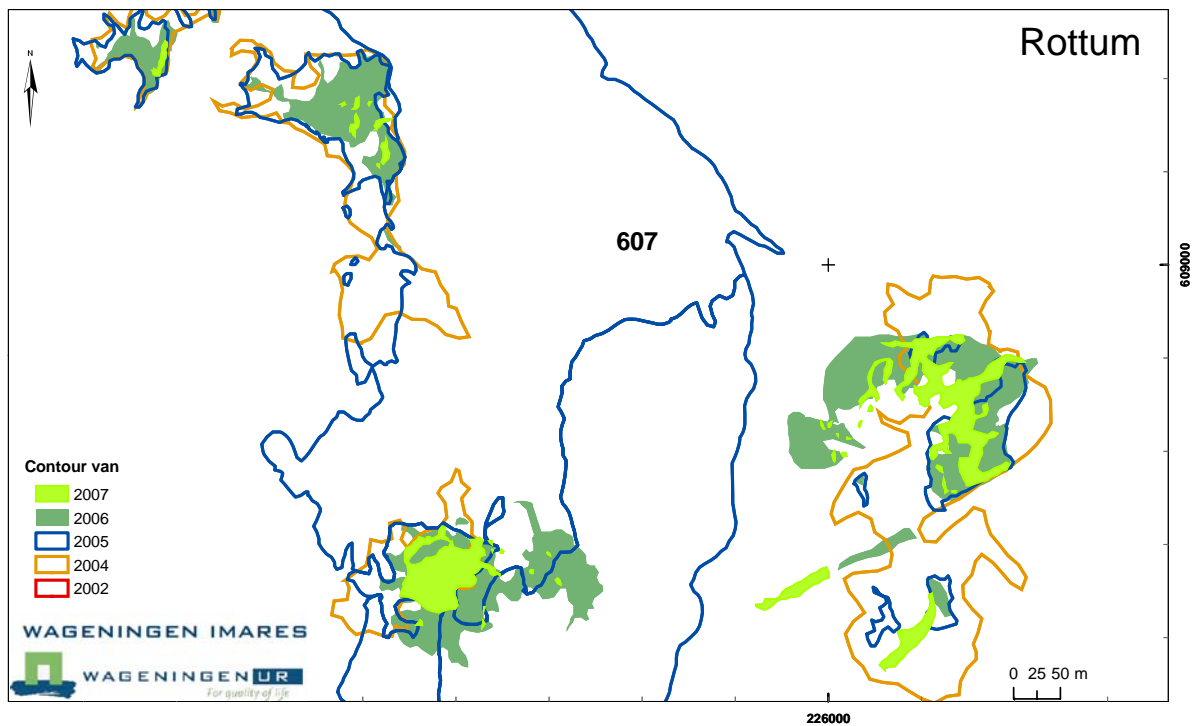 Rottum
N
607
609000
Contour van
2007
2006
2005
2004
2002
WAGENINGEN IMARES
WAGENINGEN UR
For quality of life
0 25 50 m
226000